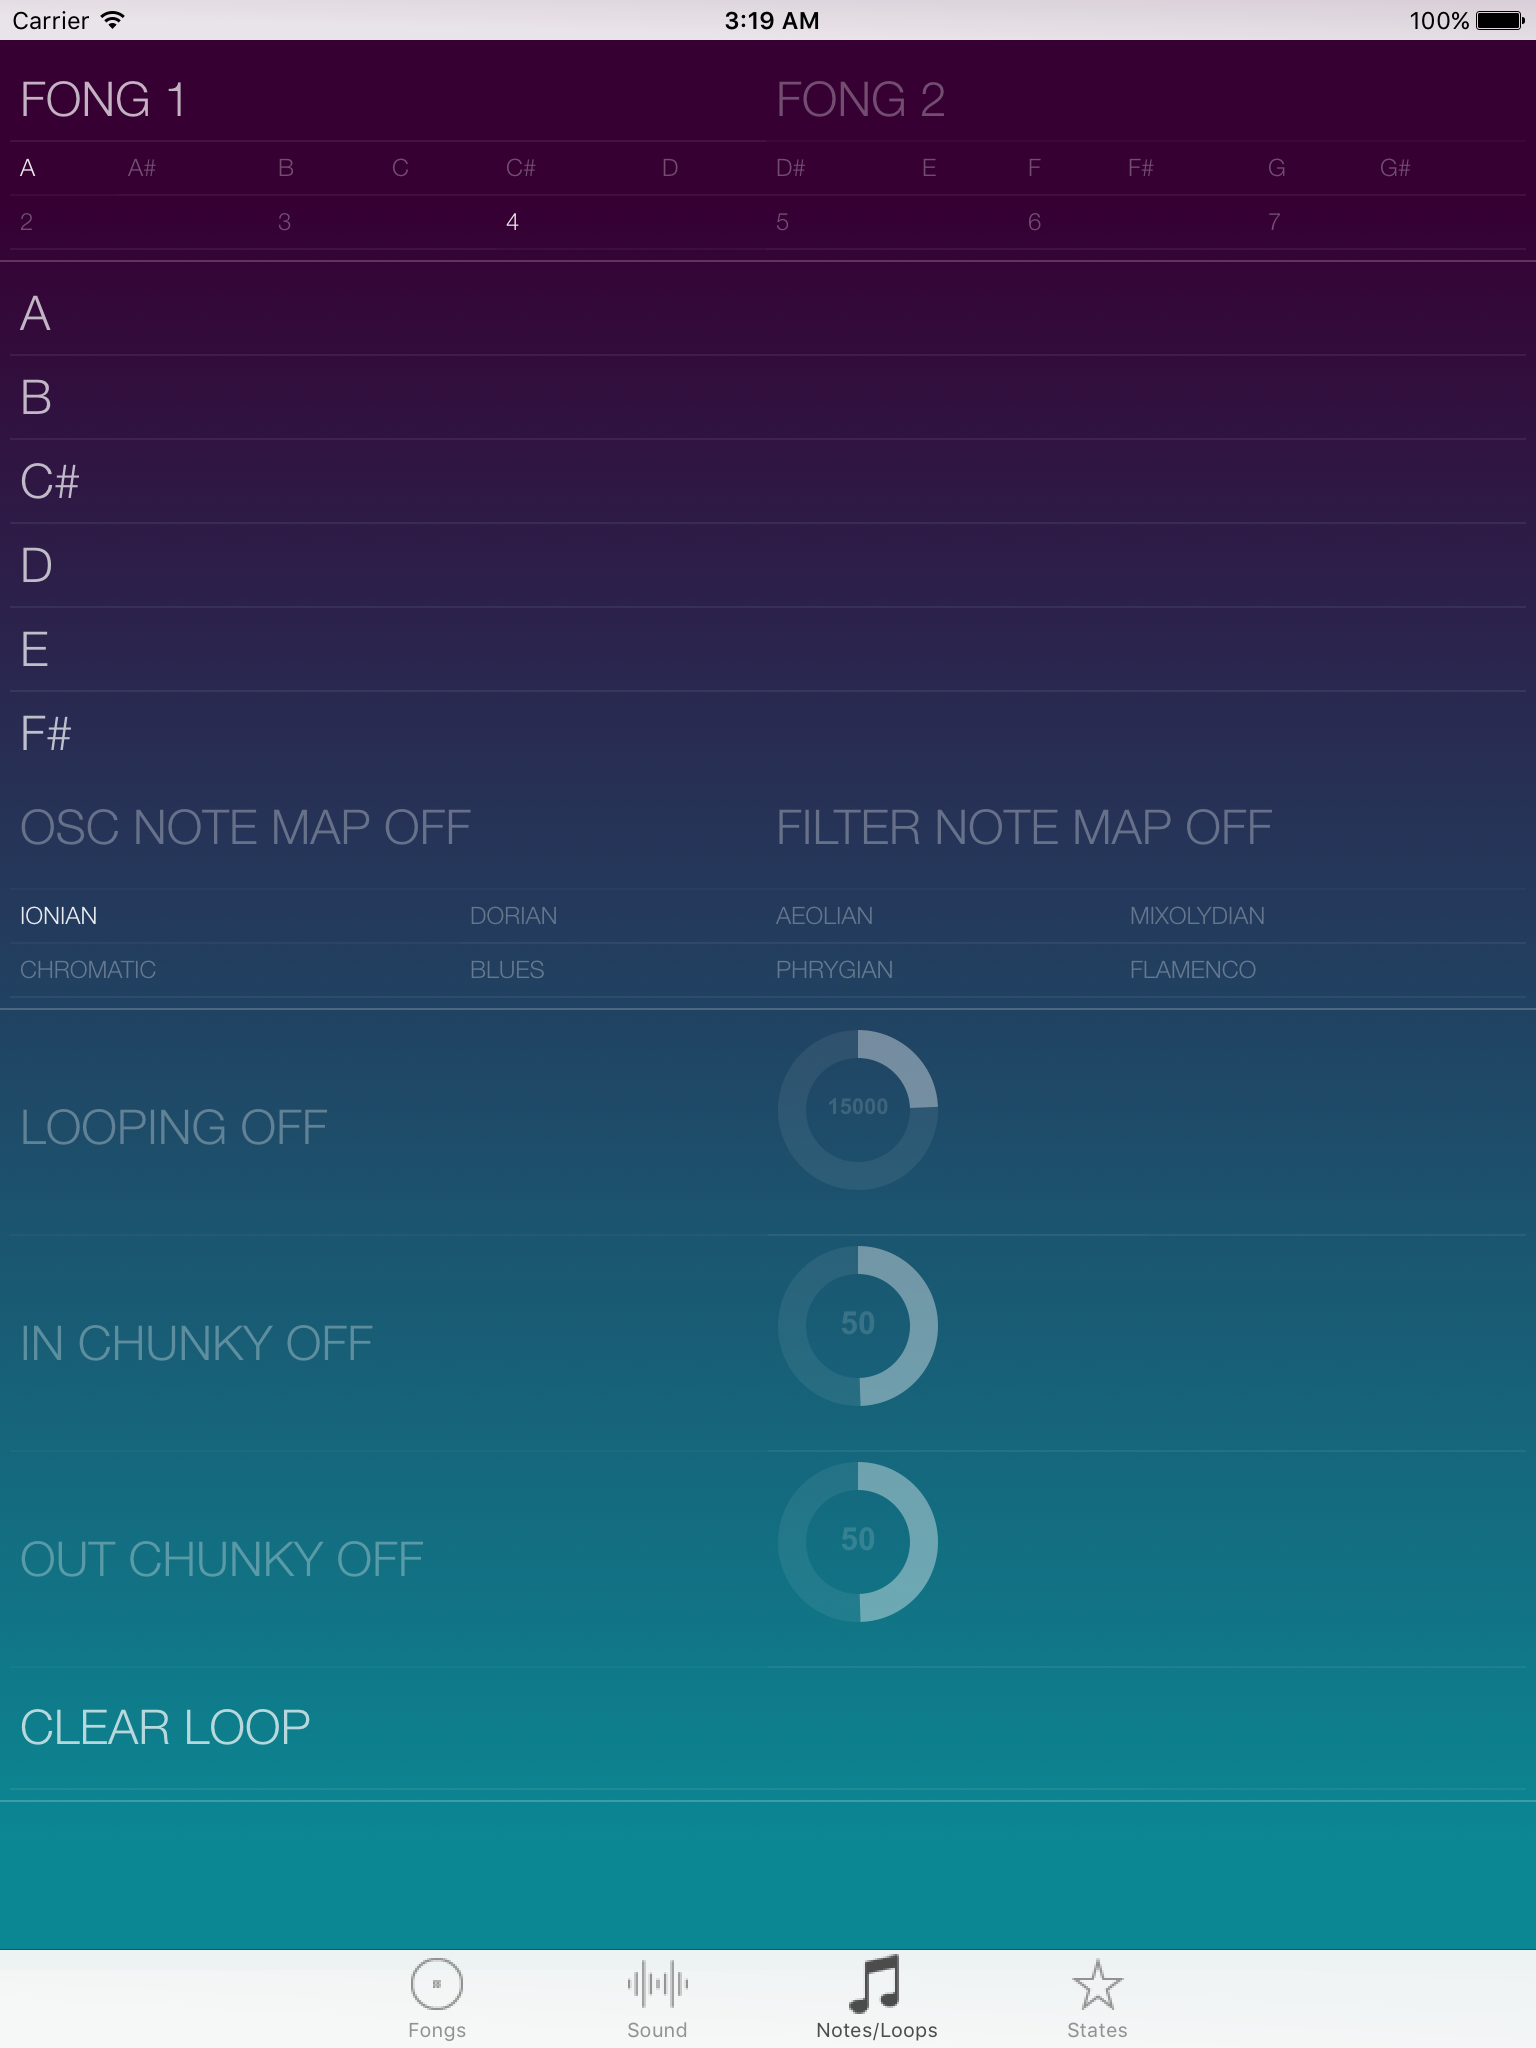 Carrier 3:19 AM 100%
FONG 1 FONG 2
A A# B C C# D D# E F F# G G#
2 3 4 5 6 7
A
B
C#
D
E
F#
OSC NOTE MAP OFF FILTER NOTE MAP OFF
IONIAN DORIAN AEOLIAN MIXOLYDIAN
CHROMATIC BLUES PHRYGIAN FLAMENCO
LOOPING OFF 15000
IN CHUNKY OFF 50
OUT CHUNKY OFF 50
CLEAR LOOP
Fongs Sound Notes/Loops States